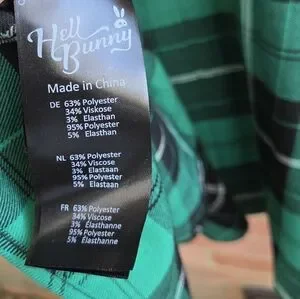 Hell
Bunny
Made in China
DE 63% Polyester
34% Viskose
3% Elasthan
95% Polyester
5% Elasthan
NL 63% Polyester
34% Viscose
3% Elastaan
95% Polyester
5% Elastaan
FR 63% Polyester
34% Viscose
3% Elasthanne
95% Polyester
5% Elasthanne